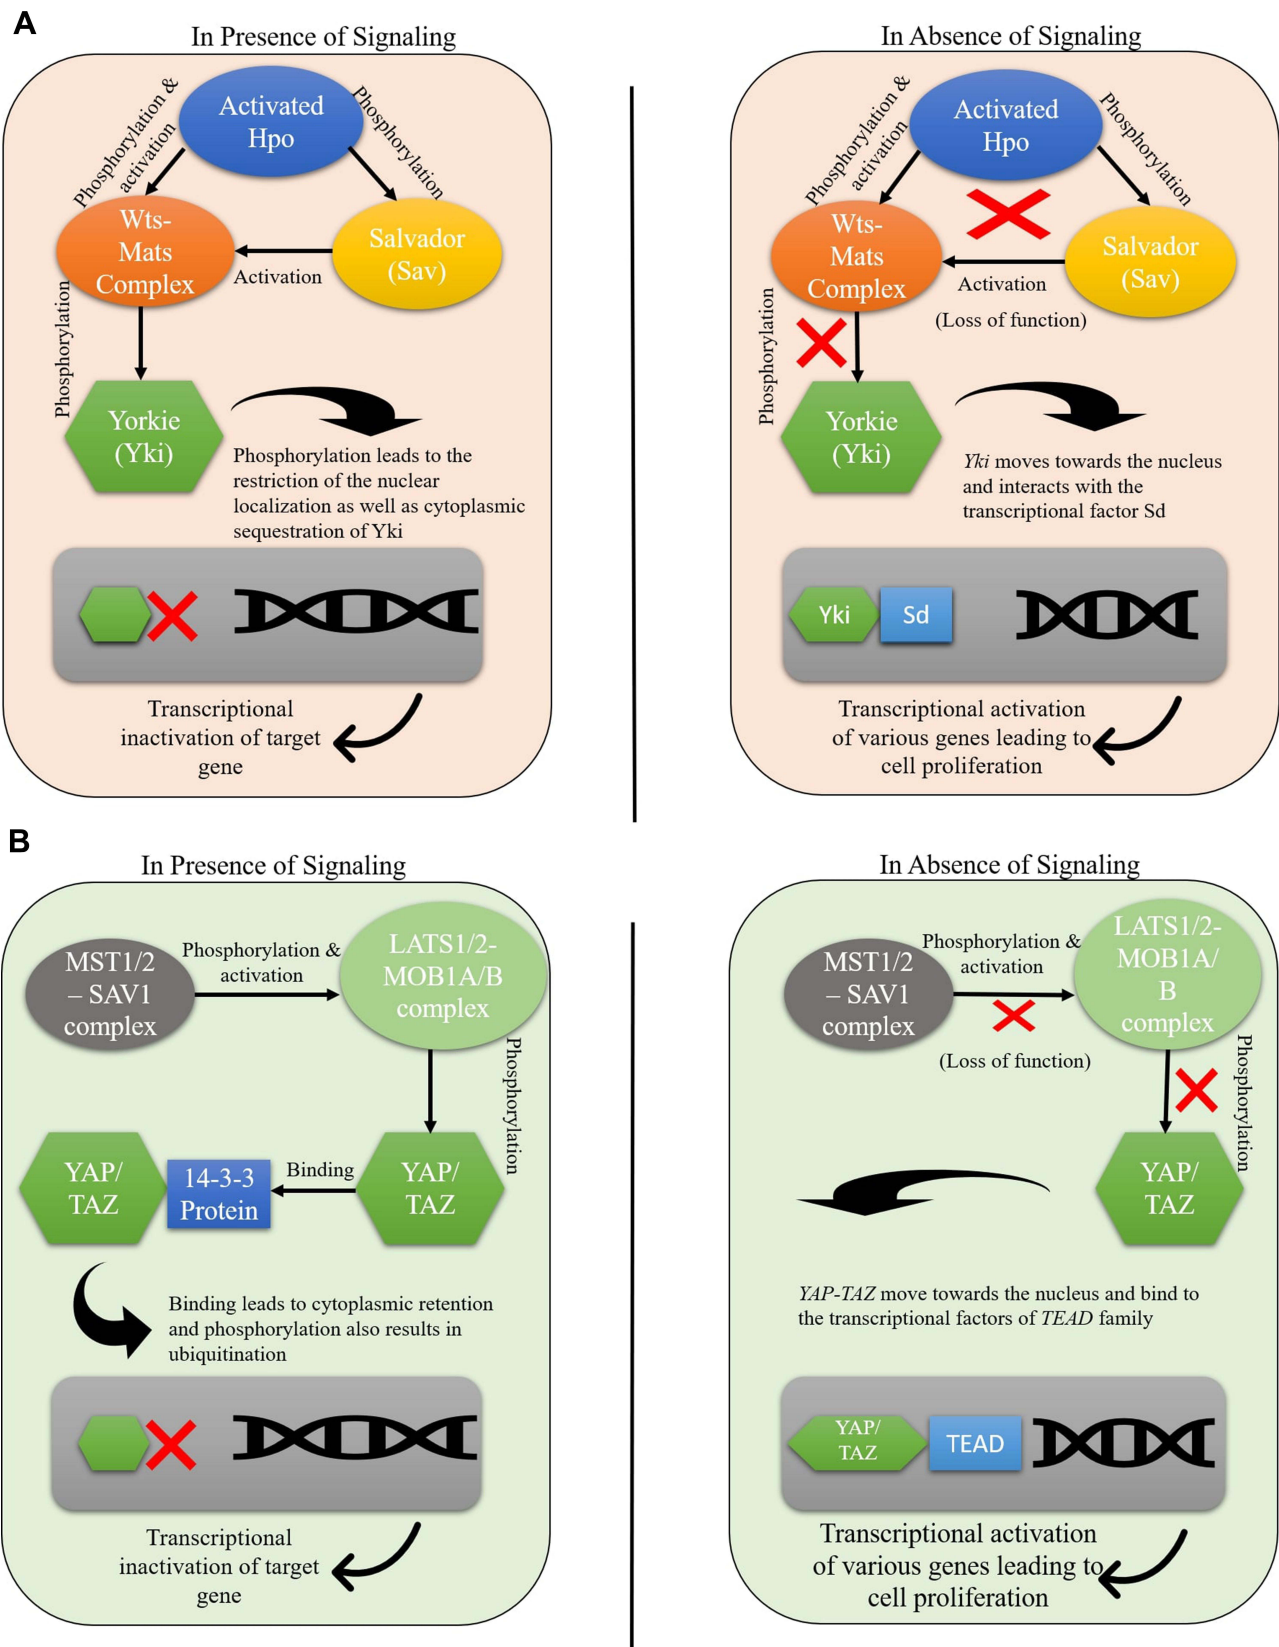 A
In Presence of Signaling
Phosphorylation &
activation
Activated
Hpo
Phosphorylation
Wts-
Mats
Complex
Salvador
(Sav)
Activation
Phosphorylation
Yorkie
(Yki)
Phosphorylation leads to the
restriction of the nuclear
localization as well as cytoplasmic
sequestration of Yki
Transcriptional
inactivation of target
gene
In Absence of Signaling
Phosphorylation &
activation
Activated
Hpo
Phosphorylation
Wts-
Mats
Complex
Salvador
(Sav)
Activation
(Loss of function)
Phosphorylation
Yorkie
(Yki)
Yki moves towards the nucleus
and interacts with the
transcriptional factor Sd
Yki
Sd
Transcriptional activation
of various genes leading to
cell proliferation
B
In Presence of Signaling
MST1/2
– SAV1
complex
Phosphorylation &
activation
LATS1/2-
MOB1A/B
complex
Phosphorylation
YAP/
TAZ
14-3-3
Protein
Binding
YAP/
TAZ
Binding leads to cytoplasmic retention
and phosphorylation also results in
ubiquitination
Transcriptional
inactivation of target
gene
In Absence of Signaling
MST1/2
– SAV1
complex
Phosphorylation &
activation
(Loss of function)
LATS1/2-
MOB1A/
B
complex
Phosphorylation
YAP/
TAZ
YAP-TAZ move towards the nucleus and bind to
the transcriptional factors of TEAD family
YAP/
TAZ
TEAD
Transcriptional activation
of various genes leading to
cell proliferation